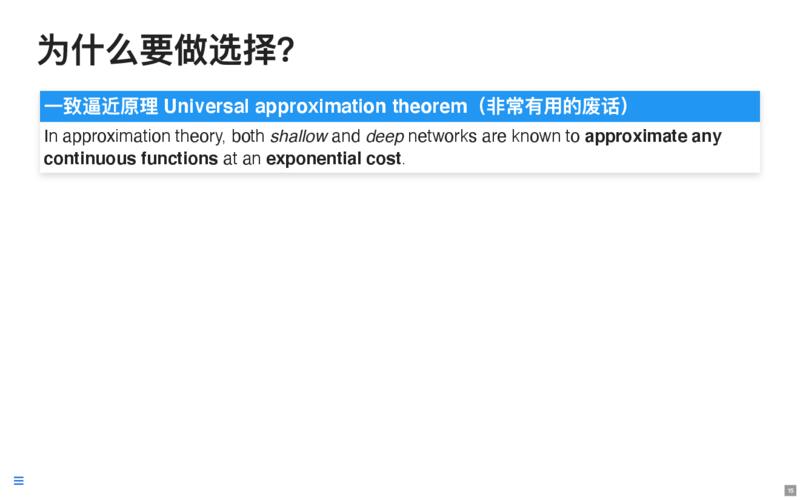 为什么要做选择?
一致逼近原理 Universal approximation theorem（非常有用的废话）
In approximation theory, both shallow and deep networks are known to approximate any
continuous functions at an exponential cost.
15